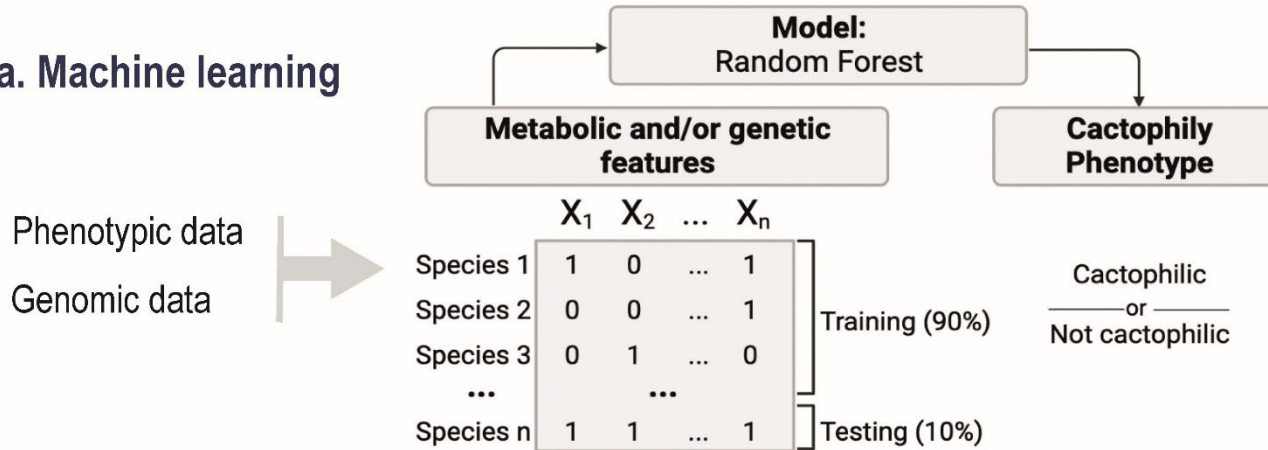 a. Machine learning
Model:
Random Forest
Metabolic and/or genetic
features
Cactophily
Phenotype
Phenotypic data
Genomic data
X₁ X₂ ... Xₙ
Species 1 1 0 ... 1
Species 2 0 0 ... 1
Species 3 0 1 ... 0
... ...
Species n 1 1 ... 1
Training (90%)
Testing (10%)
Cactophilic
or
Not cactophilic